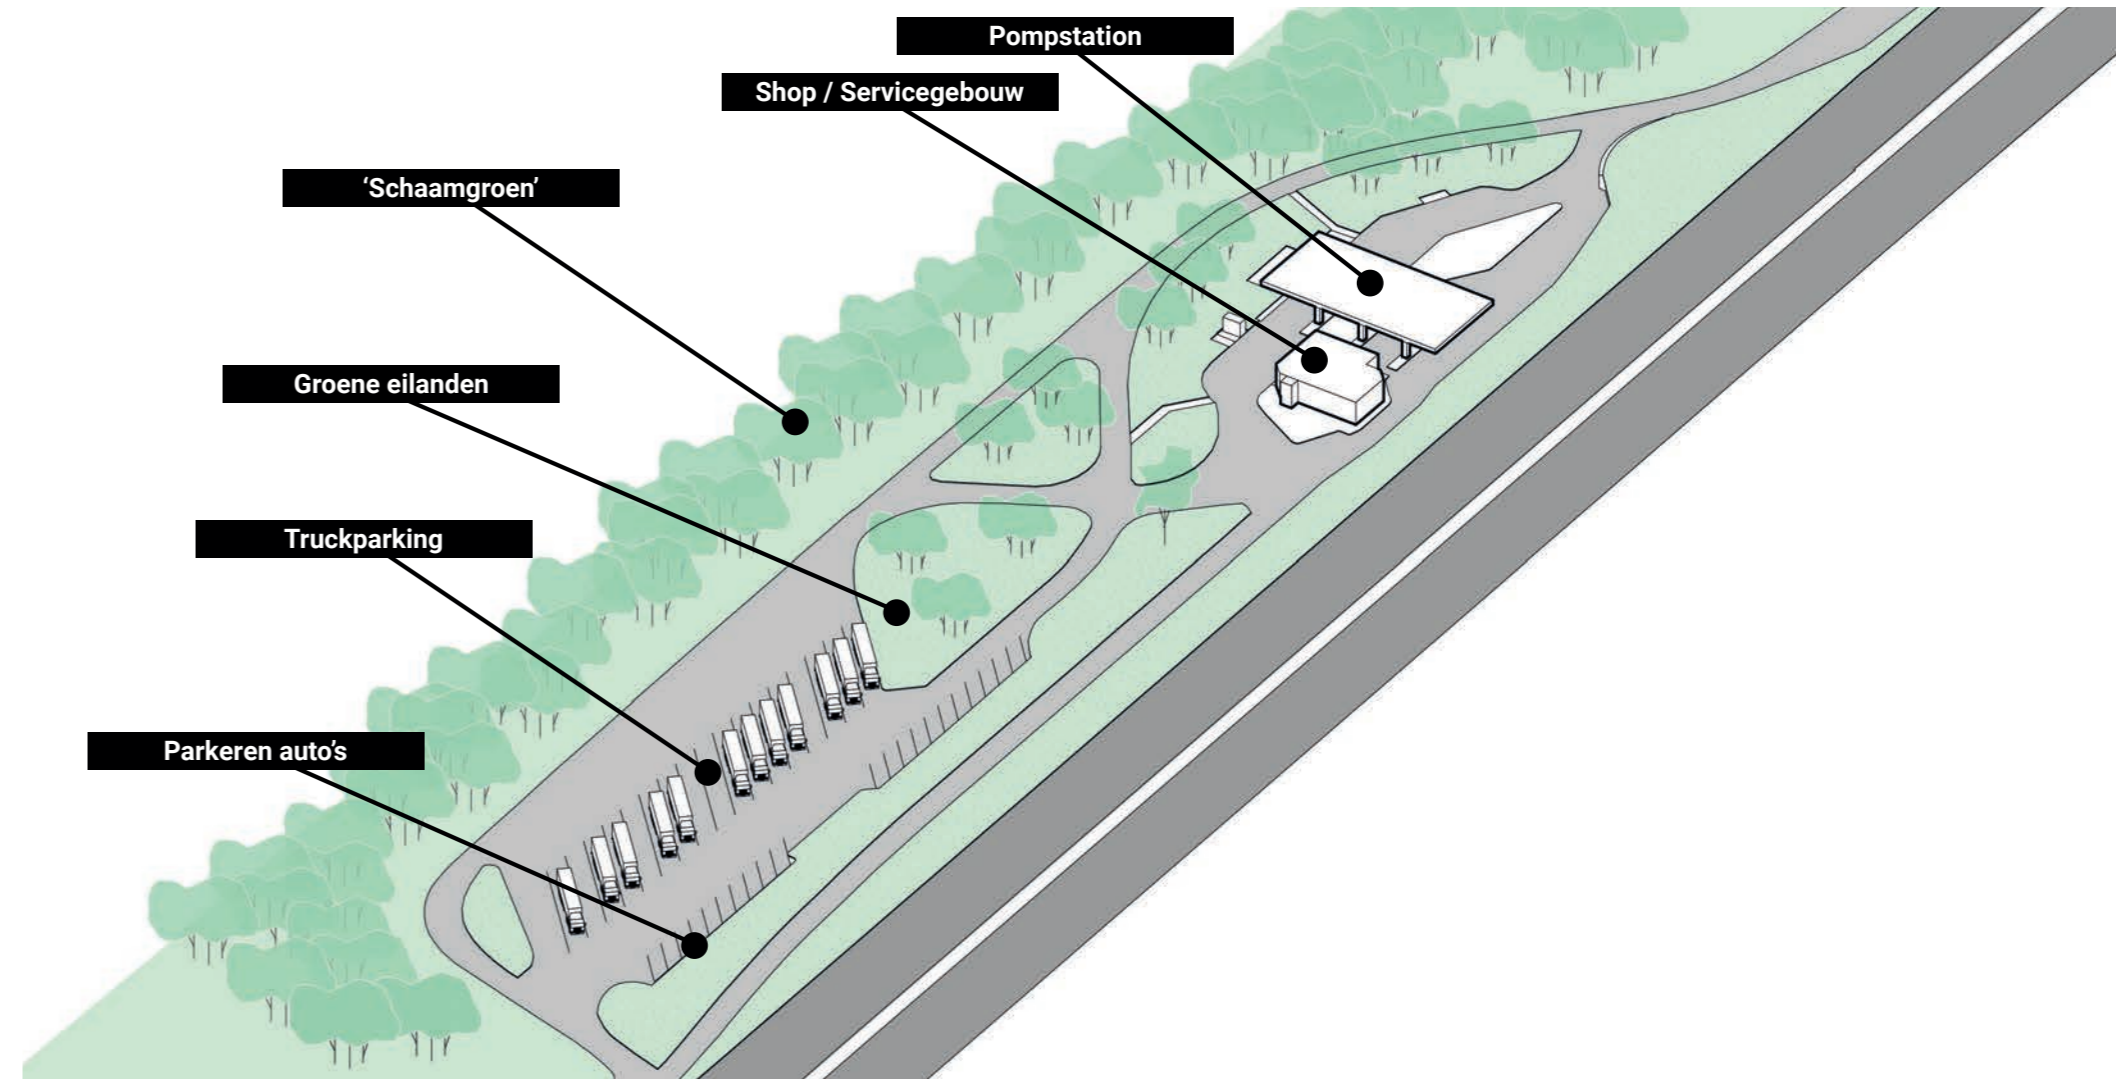 Pompstation
Shop / Servicegebouw
‘Schaamgroen’
Groene eilanden
Truckparking
Parkeren auto’s